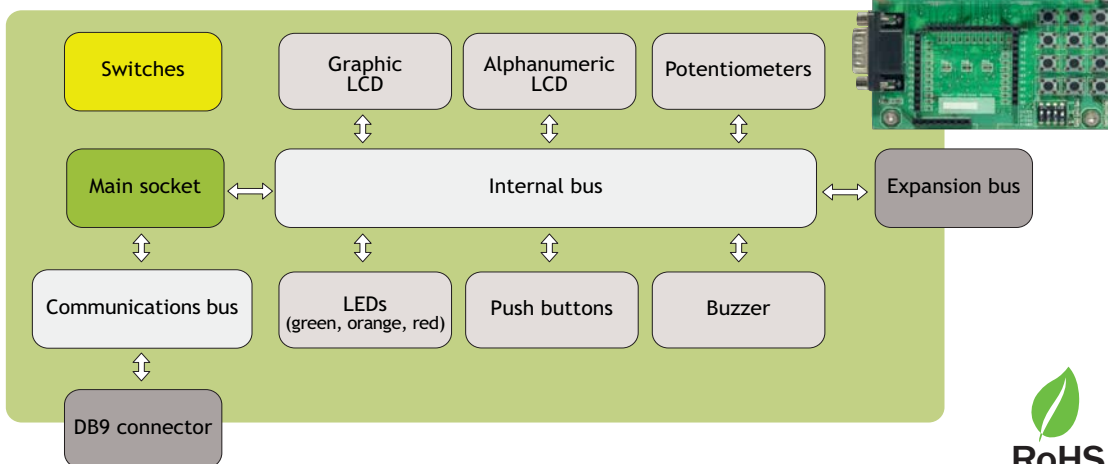 Switches
Graphic
LCD
Alphanumeric
LCD
Potentiometers
Main socket
Internal bus
Expansion bus
Communications bus
LEDs
(green, orange, red)
Push buttons
Buzzer
DB9 connector
RoHS